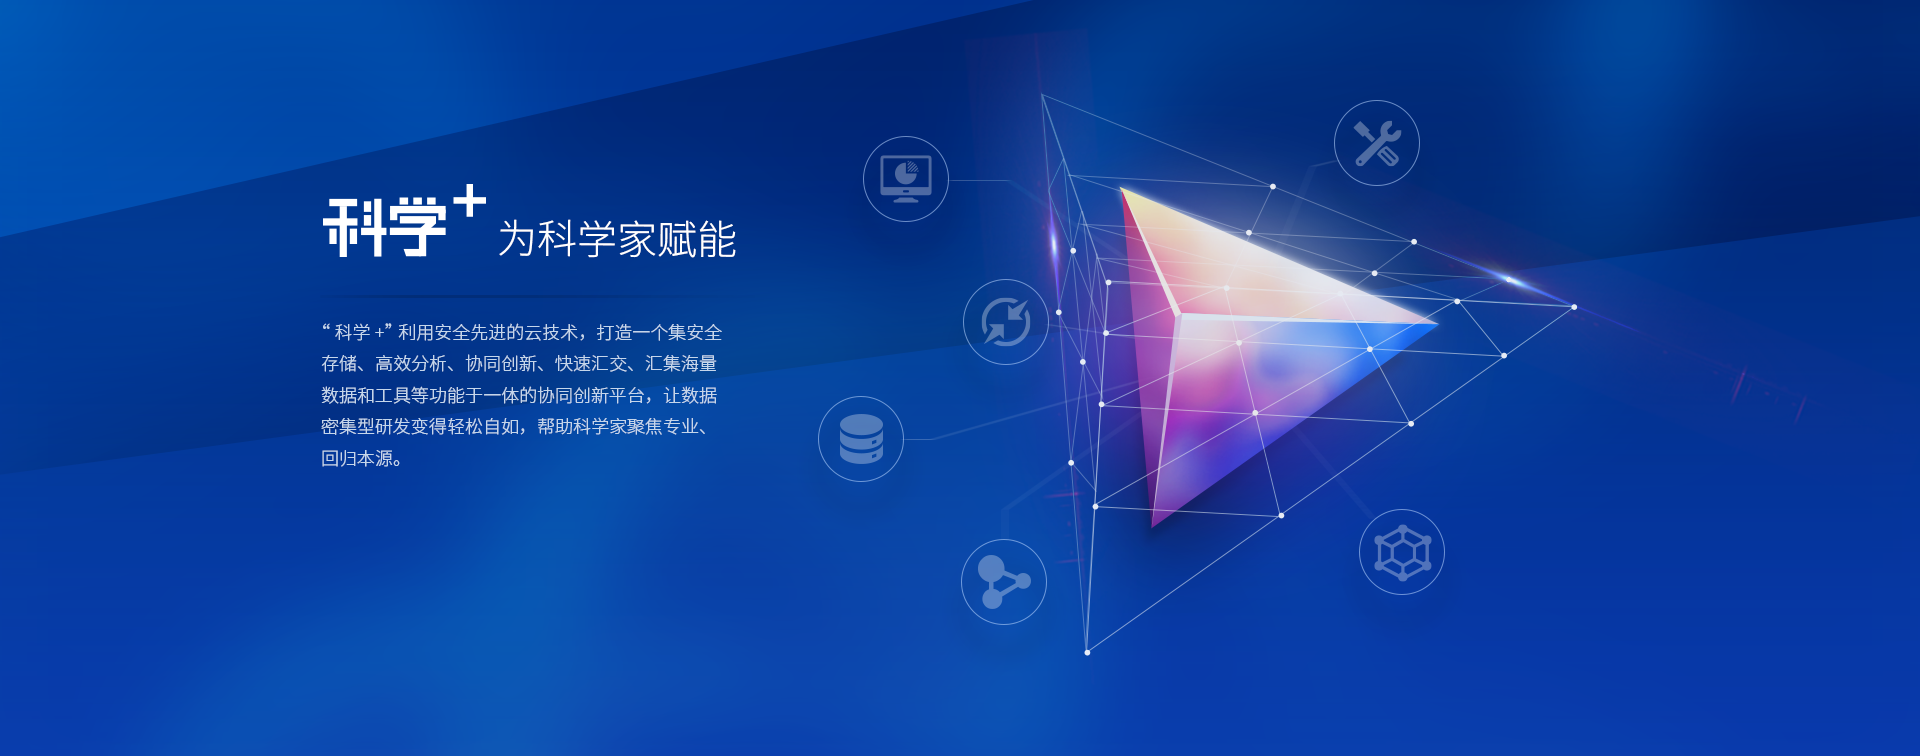 科学+ 为科学家赋能
“ 科学 +” 利用安全先进的云技术，打造一个集安全
存储、高效分析、协同创新、快速汇交、汇集海量
数据和工具等功能于一体的协同创新平台，让数据
密集型研发变得轻松自如，帮助科学家聚焦专业、
回归本源。